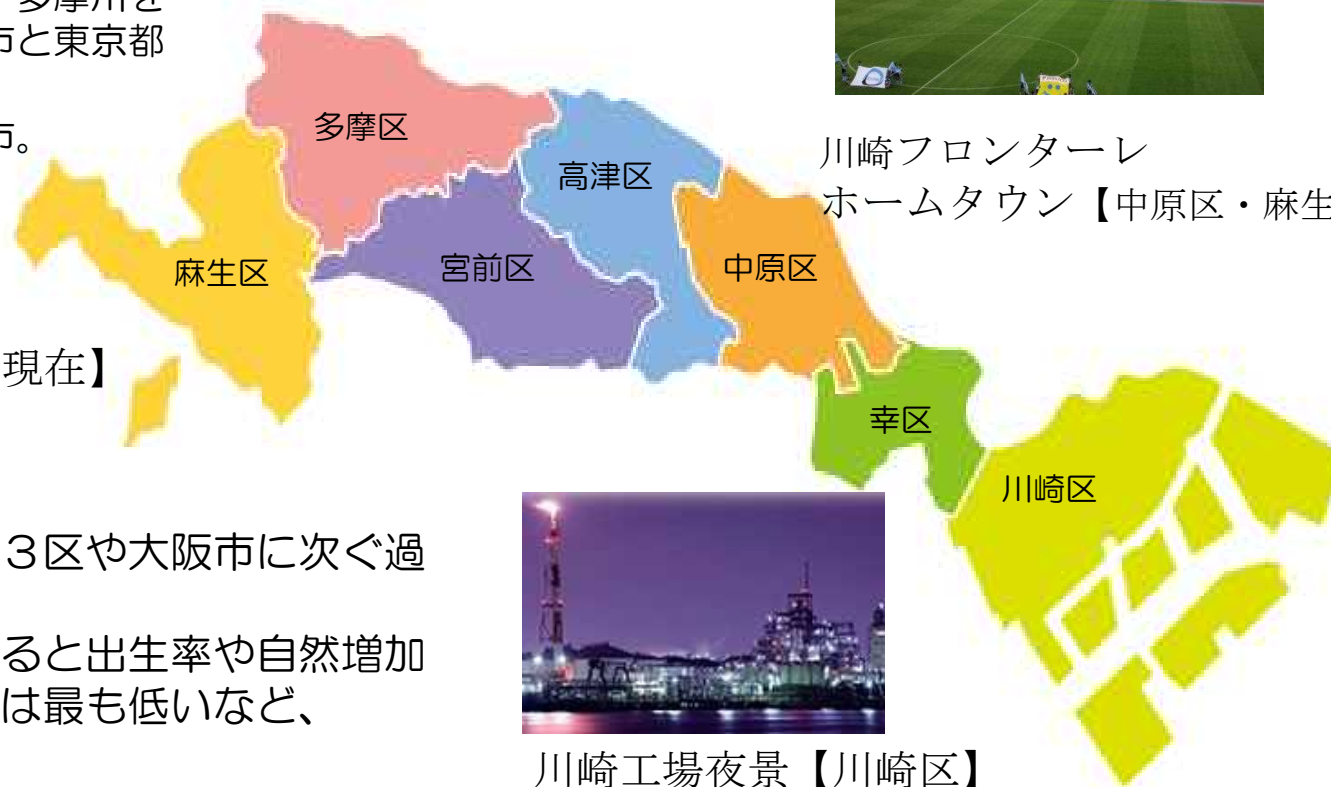 多摩川を
市と東京都
市。
多摩区
高津区
麻生区
宮前区
中原区
幸区
川崎区
川崎フロンターレ
ホームタウン【中原区・麻生
現在】
3区や大阪市に次ぐ過
ると出生率や自然増加
は最も低いなど、
川崎工場夜景【川崎区】